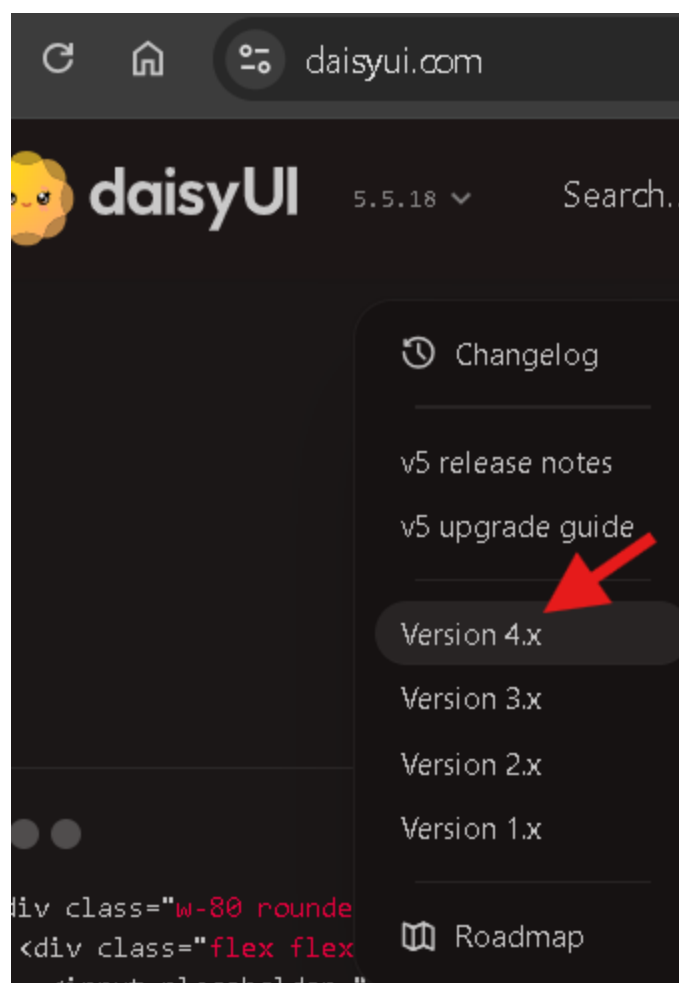 daisyui.com
daisyUI 5.5.18 Search..
Changelog
v5 release notes
v5 upgrade guide
Version 4.x
Version 3.x
Version 2.x
Version 1.x
div class="w-80 rounde
<div class="flex flex
Roadmap